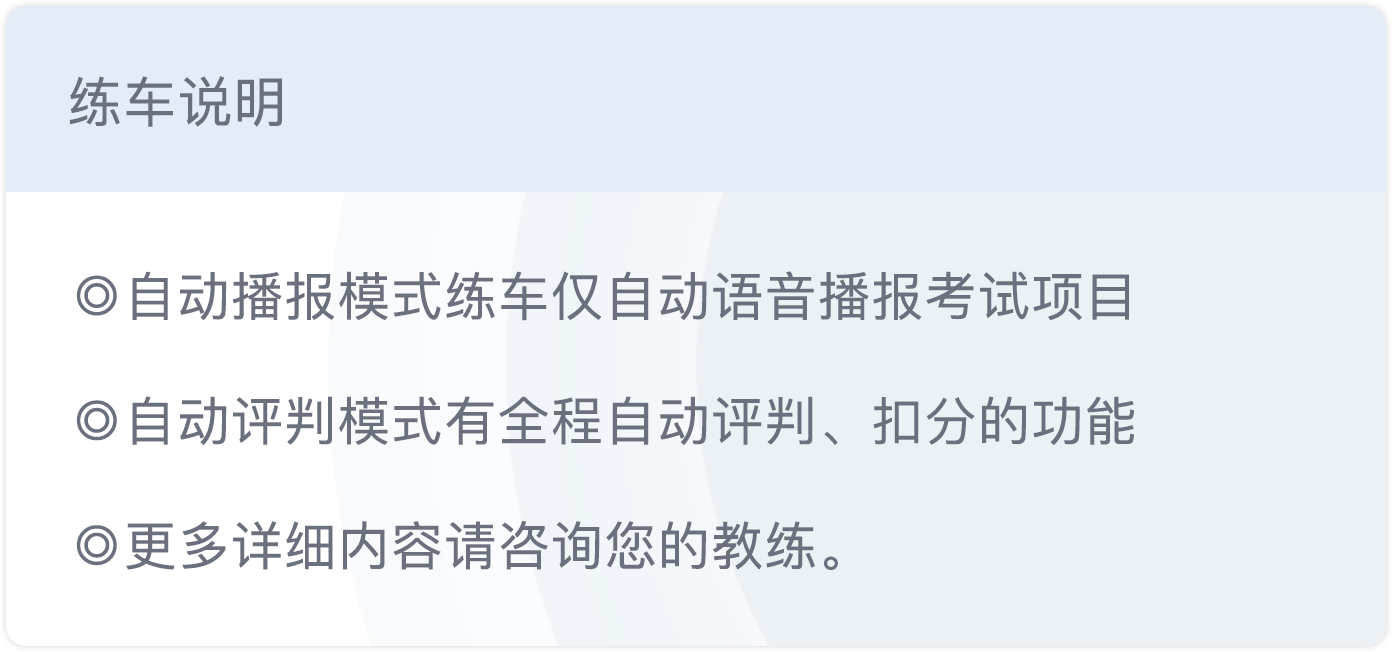 练车说明
◎自动播报模式练车仅自动语音播报考试项目
◎自动评判模式有全程自动评判、扣分的功能
◎更多详细内容请咨询您的教练。